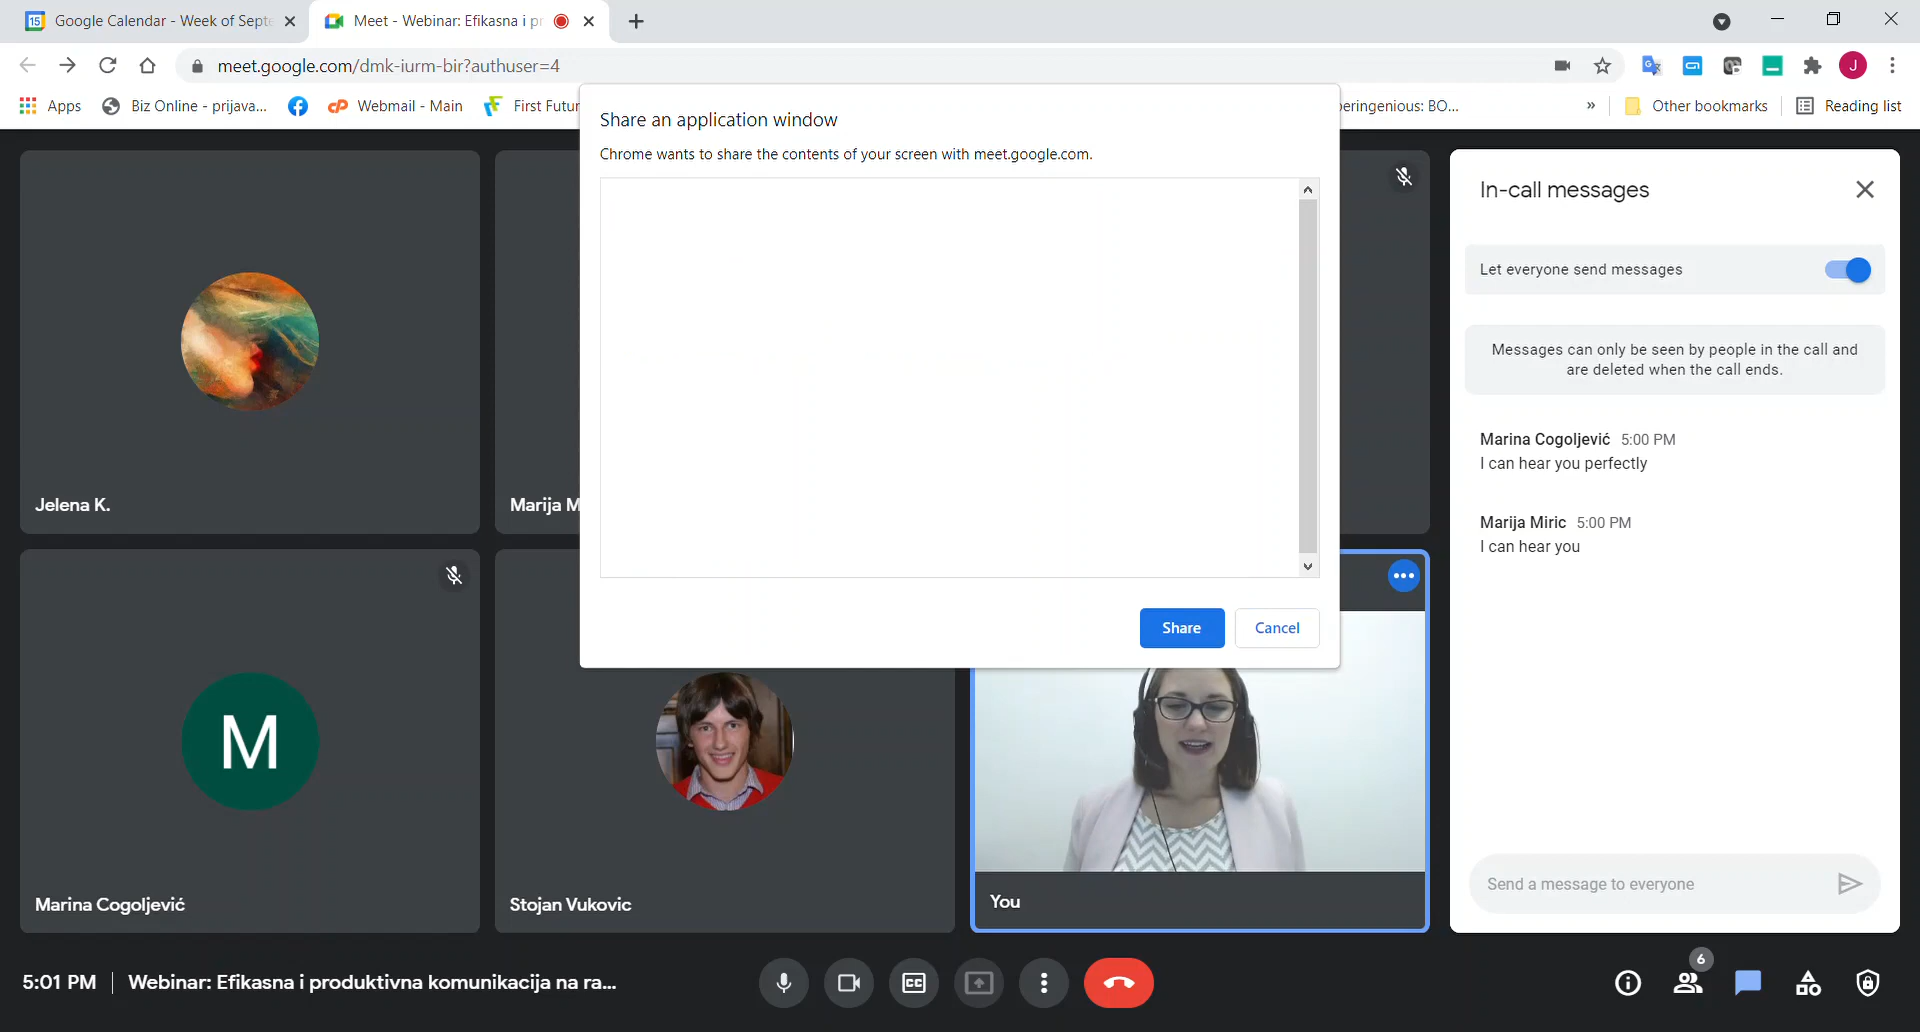 Google Calendar - Week of Septe
Meet - Webinar: Efikasna i pr
meet.google.com/dmk-iurm-bir?authuser=4
J
Apps
Biz Online - prijava...
Webmail - Main
First Futur
eringenious: BO...
»
Other bookmarks
Reading list
Share an application window
Chrome wants to share the contents of your screen with meet.google.com.
Share
Cancel
Jelena K.
Marija M
M
Marina Cogoljević
Stojan Vukovic
You
In-call messages
Let everyone send messages
Messages can only be seen by people in the call and
are deleted when the call ends.
Marina Cogoljević 5:00 PM
I can hear you perfectly
Marija Miric 5:00 PM
I can hear you
Send a message to everyone
5:01 PM
Webinar: Efikasna i produktivna komunikacija na ra...
CC
6